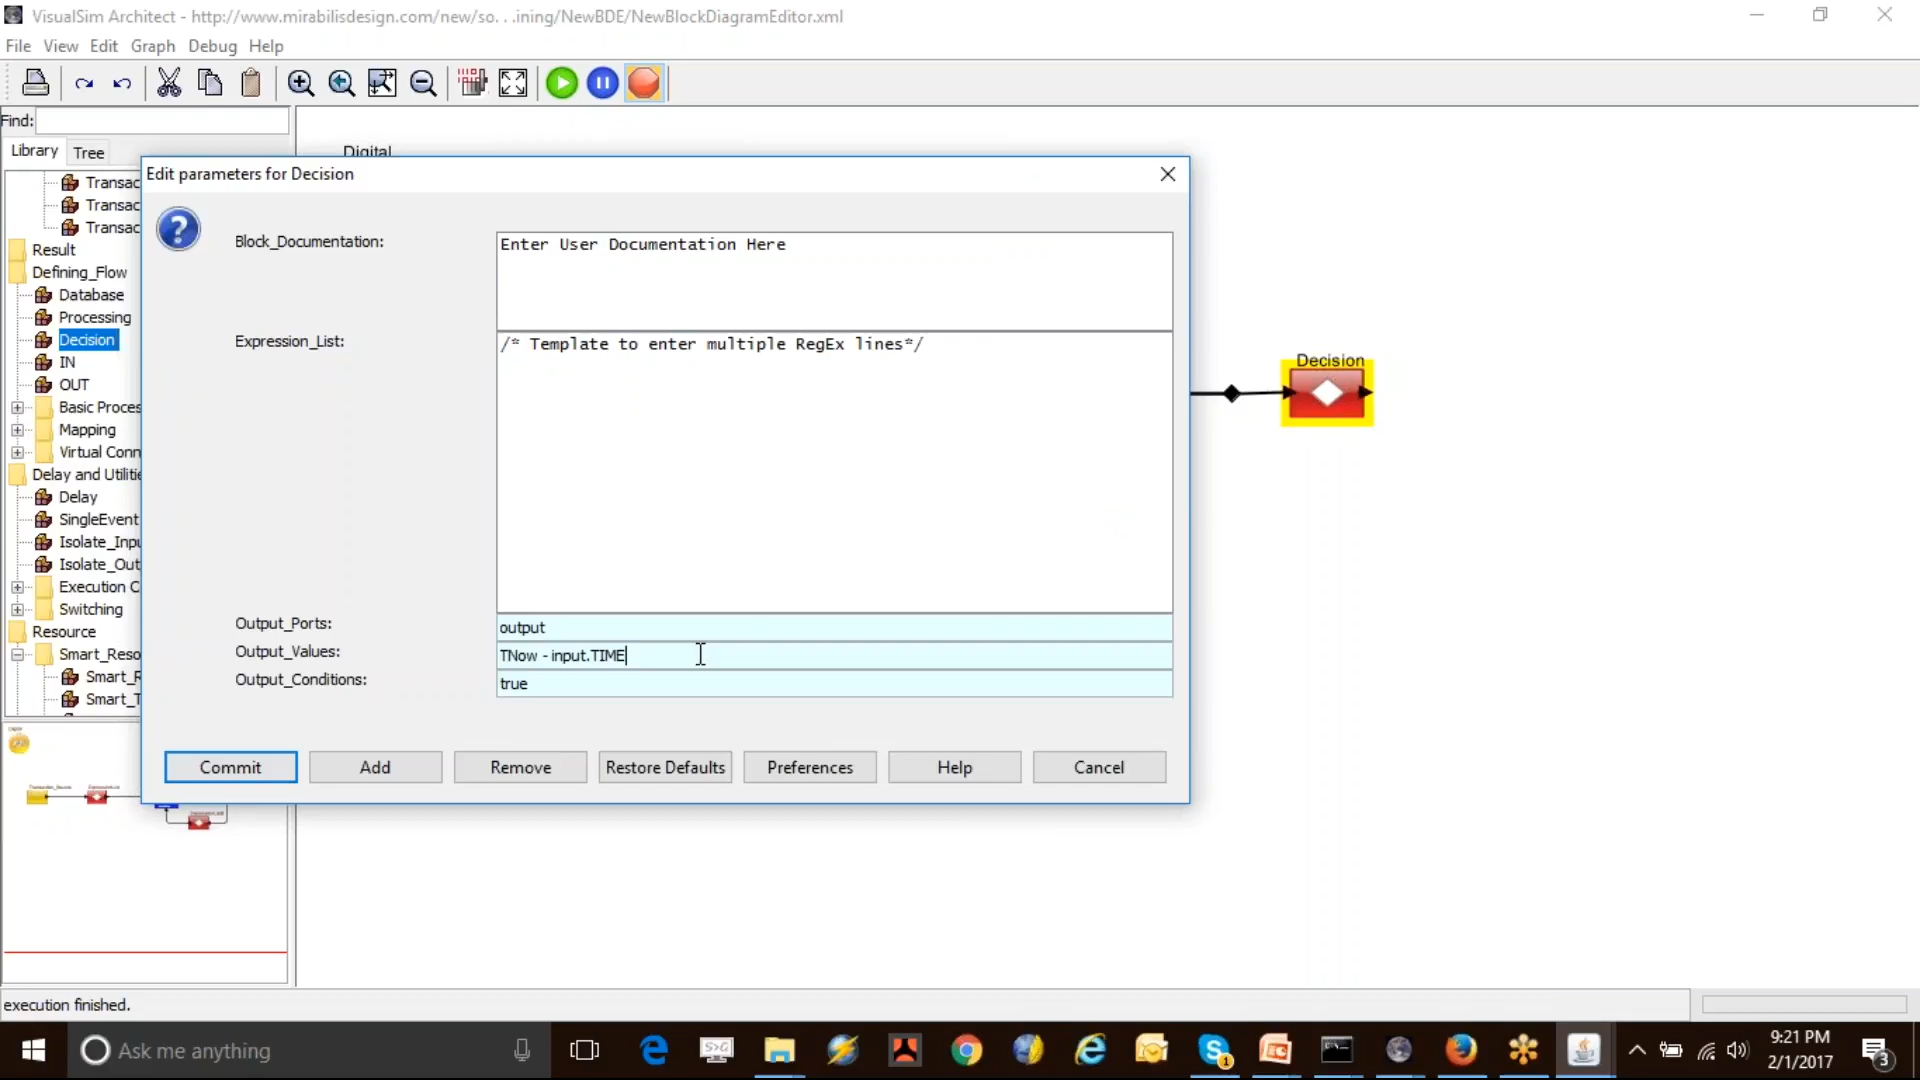 VisualSim Architect - http://www.mirabilisdesign.com/new/so. . .ining/NewBDE/NewBlockDiagramEditor.xml
File View Edit Graph Debug Help
Find:
Library Tree
Digital
Edit parameters for Decision
Transac
Transac
Transac
Result
Defining_Flow
Database
Processing
Decision
IN
OUT
Basic Proces
Mapping
Virtual Conn
Delay and Utilitie
Delay
SingleEvent
Isolate_Inpu
Isolate_Out
Execution C
Switching
Resource
Smart_Reso
Smart_R
Smart_T
Block_Documentation:
Enter User Documentation Here
Expression_List:
/* Template to enter multiple RegEx lines*/
Output_Ports:
output
Output_Values:
TNow - input.TIME
Output_Conditions:
true
Commit Add Remove Restore Defaults Preferences Help Cancel
Decision
execution finished.
Ask me anything
9:21 PM
2/1/2017
1
3